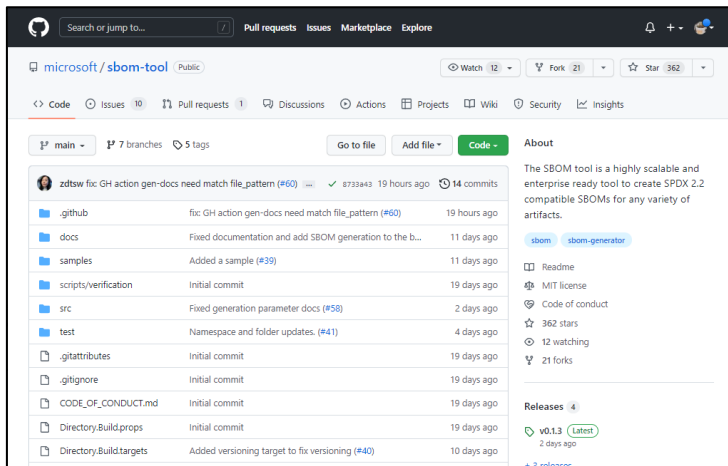 Search or jump to... / Pull requests Issues Marketplace Explore
microsoft / sbom-tool Public Watch 12 Fork 21 Star 362
Code Issues 10 Pull requests 1 Discussions Actions Projects Wiki Security Insights
main 7 branches 5 tags Go to file Add file Code
zdtsw fix: GH action gen-docs need match file_pattern (#60) ... 8733a43 19 hours ago 14 commits
.github fix: GH action gen-docs need match file_pattern (#60) 19 hours ago
docs Fixed documentation and add SBOM generation to the b... 11 days ago
samples Added a sample (#39) 11 days ago
scripts/verification Initial commit 19 days ago
src Fixed generation parameter docs (#58) 2 days ago
test Namespace and folder updates. (#41) 4 days ago
.gitattributes Initial commit 19 days ago
.gitignore Initial commit 19 days ago
CODE_OF_CONDUCT.md Initial commit 19 days ago
Directory.Build.props Initial commit 19 days ago
Directory.Build.targets Added versioning target to fix versioning (#40) 10 days ago
About
The SBOM tool is a highly scalable and
enterprise ready tool to create SPDX 2.2
compatible SBOMs for any variety of
artifacts.
sbom sbom-generator
Readme
MIT license
Code of conduct
362 stars
12 watching
21 forks
Releases 4
v0.1.3 Latest
2 days ago
+ 3 releases